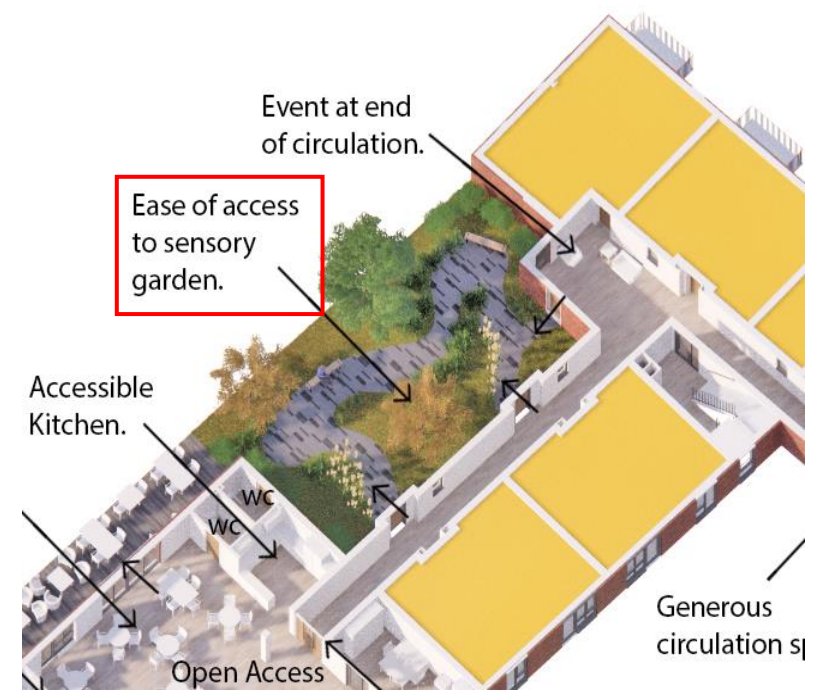 Event at end
of circulation.
Ease of access
to sensory
garden.
Accessible
Kitchen.
wc
wc
Generous
circulation
Open Access